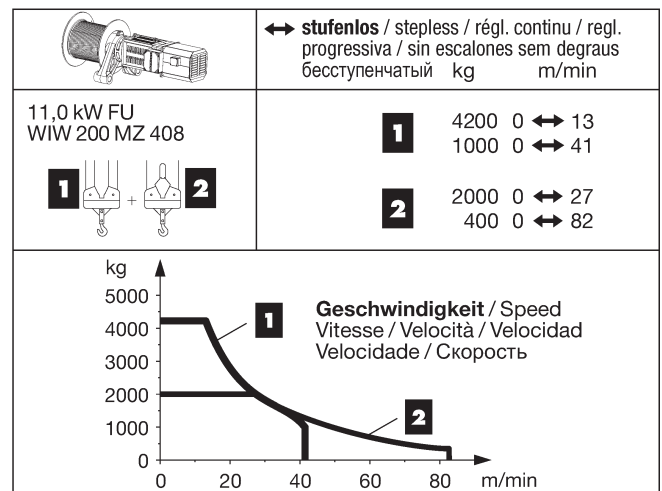 ↔ stufenlos / stepless / régl. continu / regl.
progressiva / sin escalones sem degraus
бесступенчатый kg m/min
11,0 kW FU
WIW 200 MZ 408
1 + 2
1 4200 0 ↔ 13
1000 0 ↔ 41
2 2000 0 ↔ 27
400 0 ↔ 82
kg
5000
4000
3000
2000
1000
0
1
Geschwindigkeit / Speed
Vitesse / Velocità / Velocidad
Velocidade / Скорость
2
0 20 40 60 80 m/min